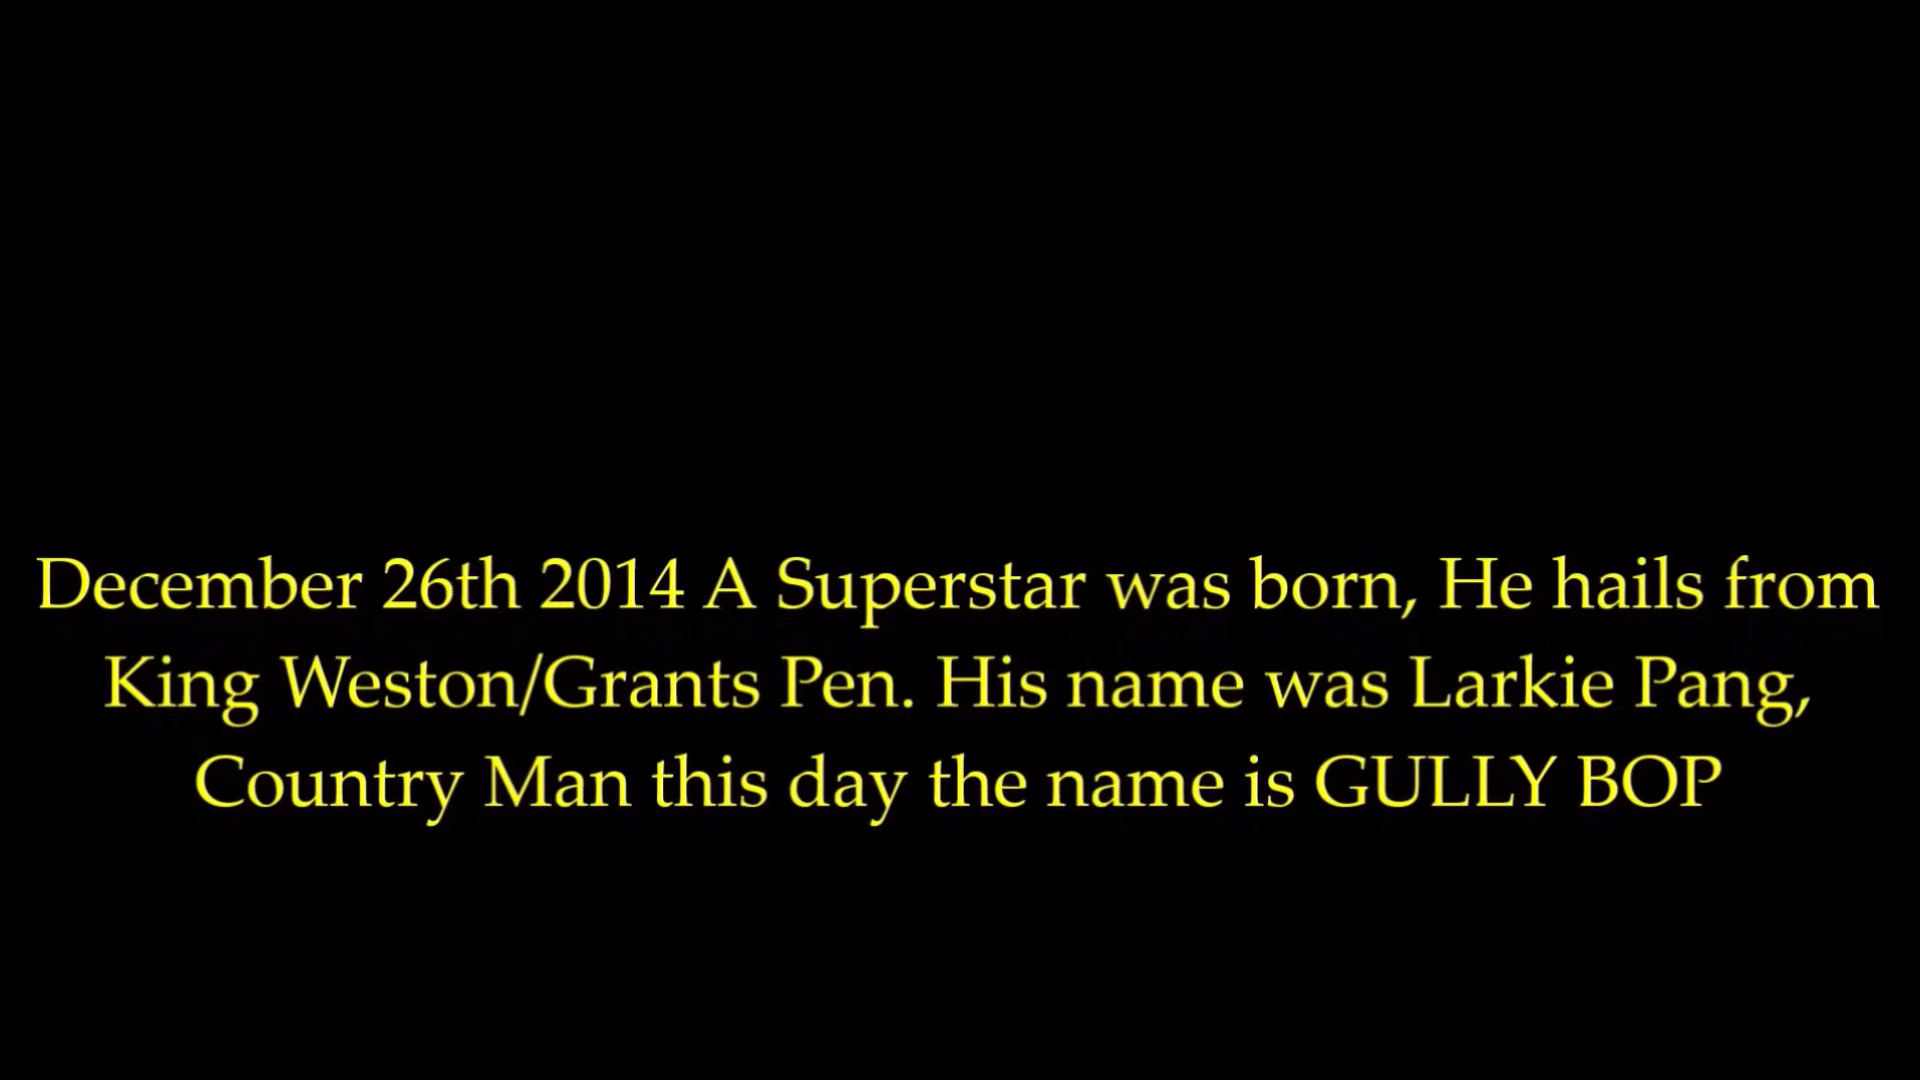 December 26th 2014 A Superstar was born, He hails from
King Weston/Grants Pen. His name was Larkie Pang,
Country Man this day the name is GULLY BOP